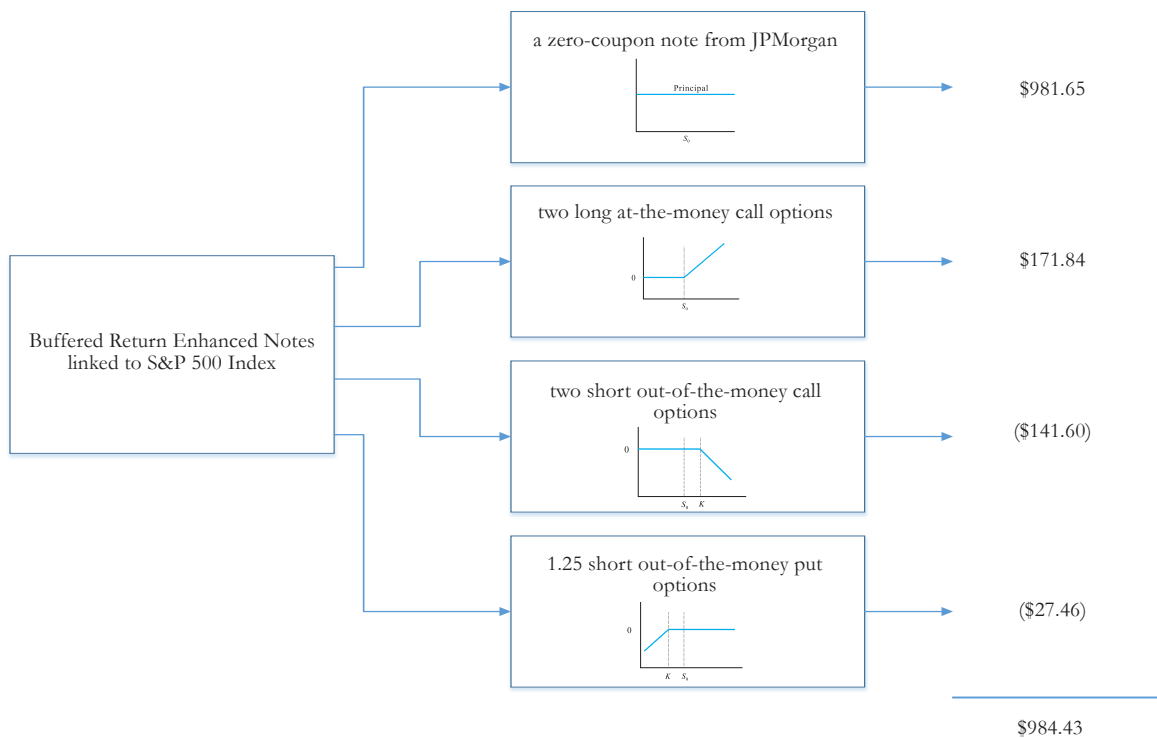 a zero-coupon note from JPMorgan
Principal
S₀
$981.65
two long at-the-money call options
0
S₀
$171.84
Buffered Return Enhanced Notes
linked to S&P 500 Index
two short out-of-the-money call
options
0
S₀ K
($141.60)
1.25 short out-of-the-money put
options
0
K S₀
($27.46)
$984.43